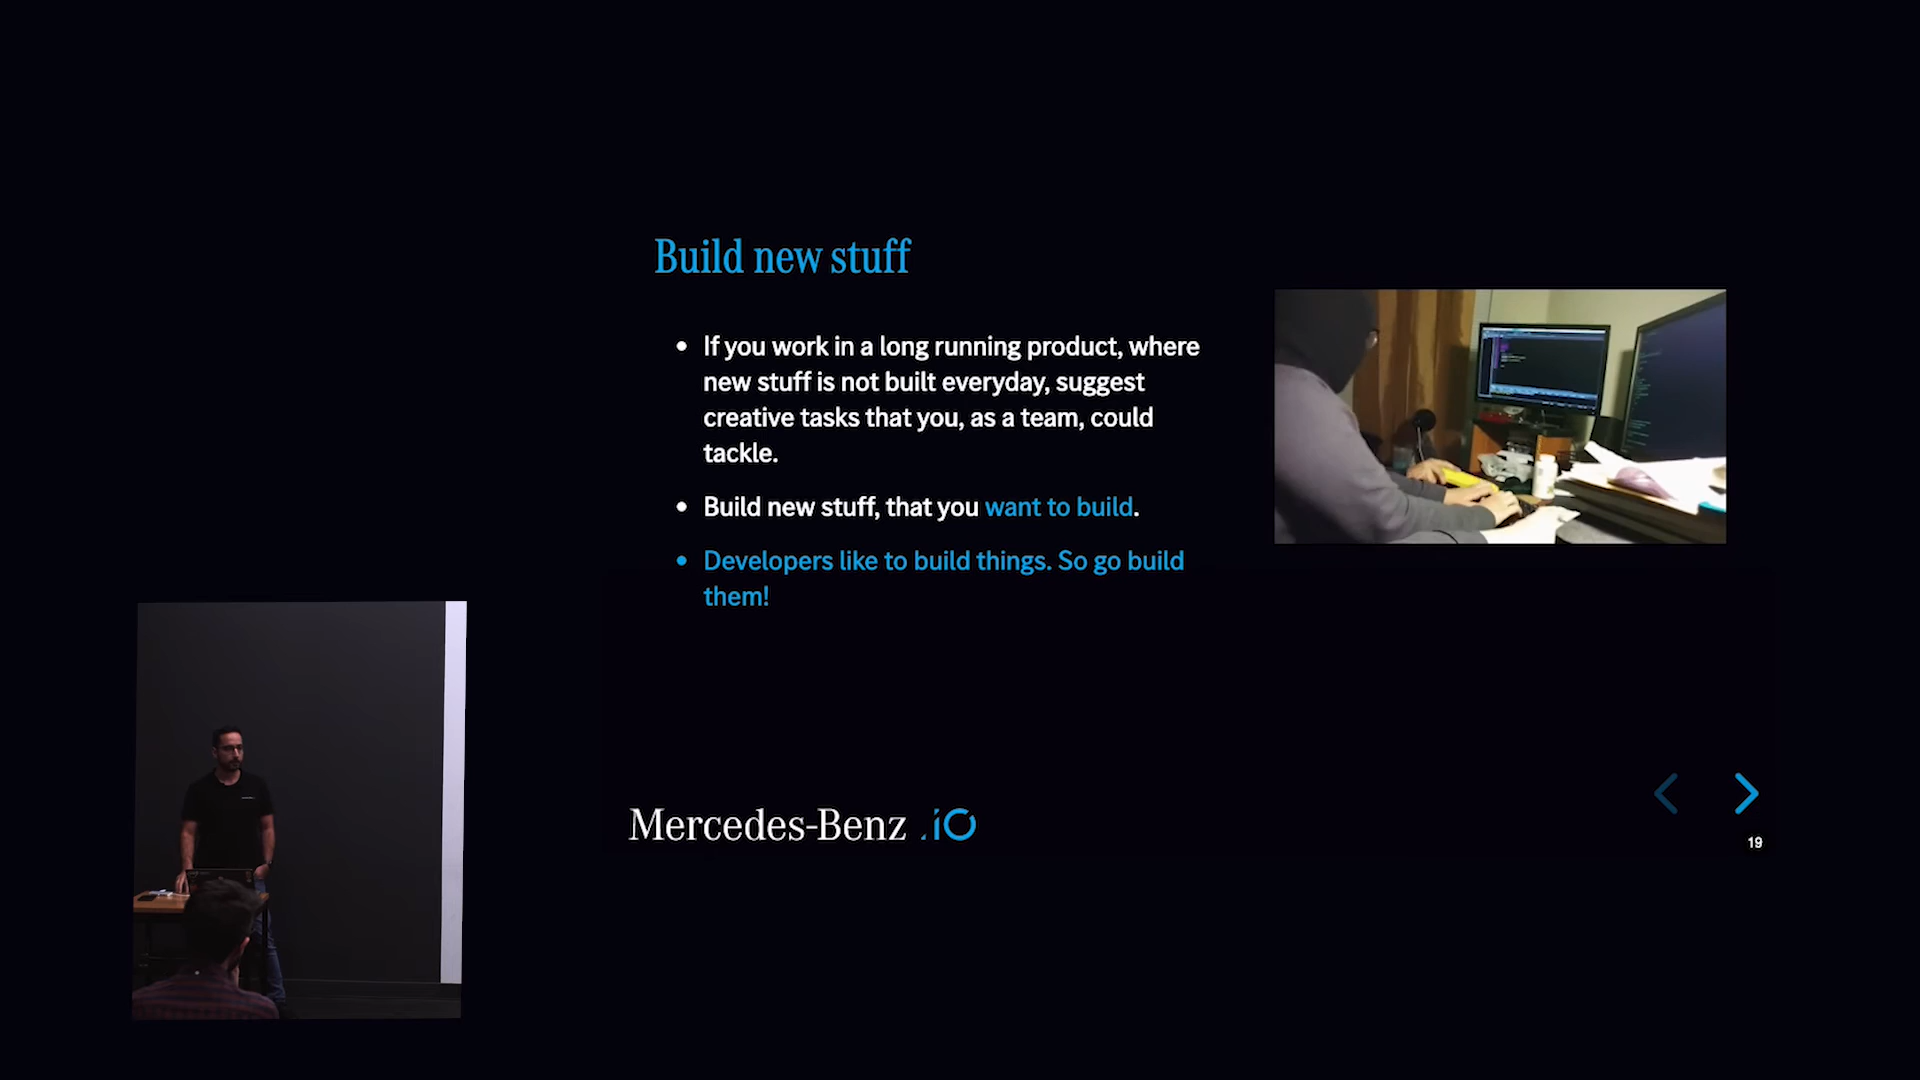 Build new stuff
• If you work in a long running product, where
new stuff is not built everyday, suggest
creative tasks that you, as a team, could
tackle.
• Build new stuff, that you want to build.
• Developers like to build things. So go build
them!
Mercedes-Benz .io
19